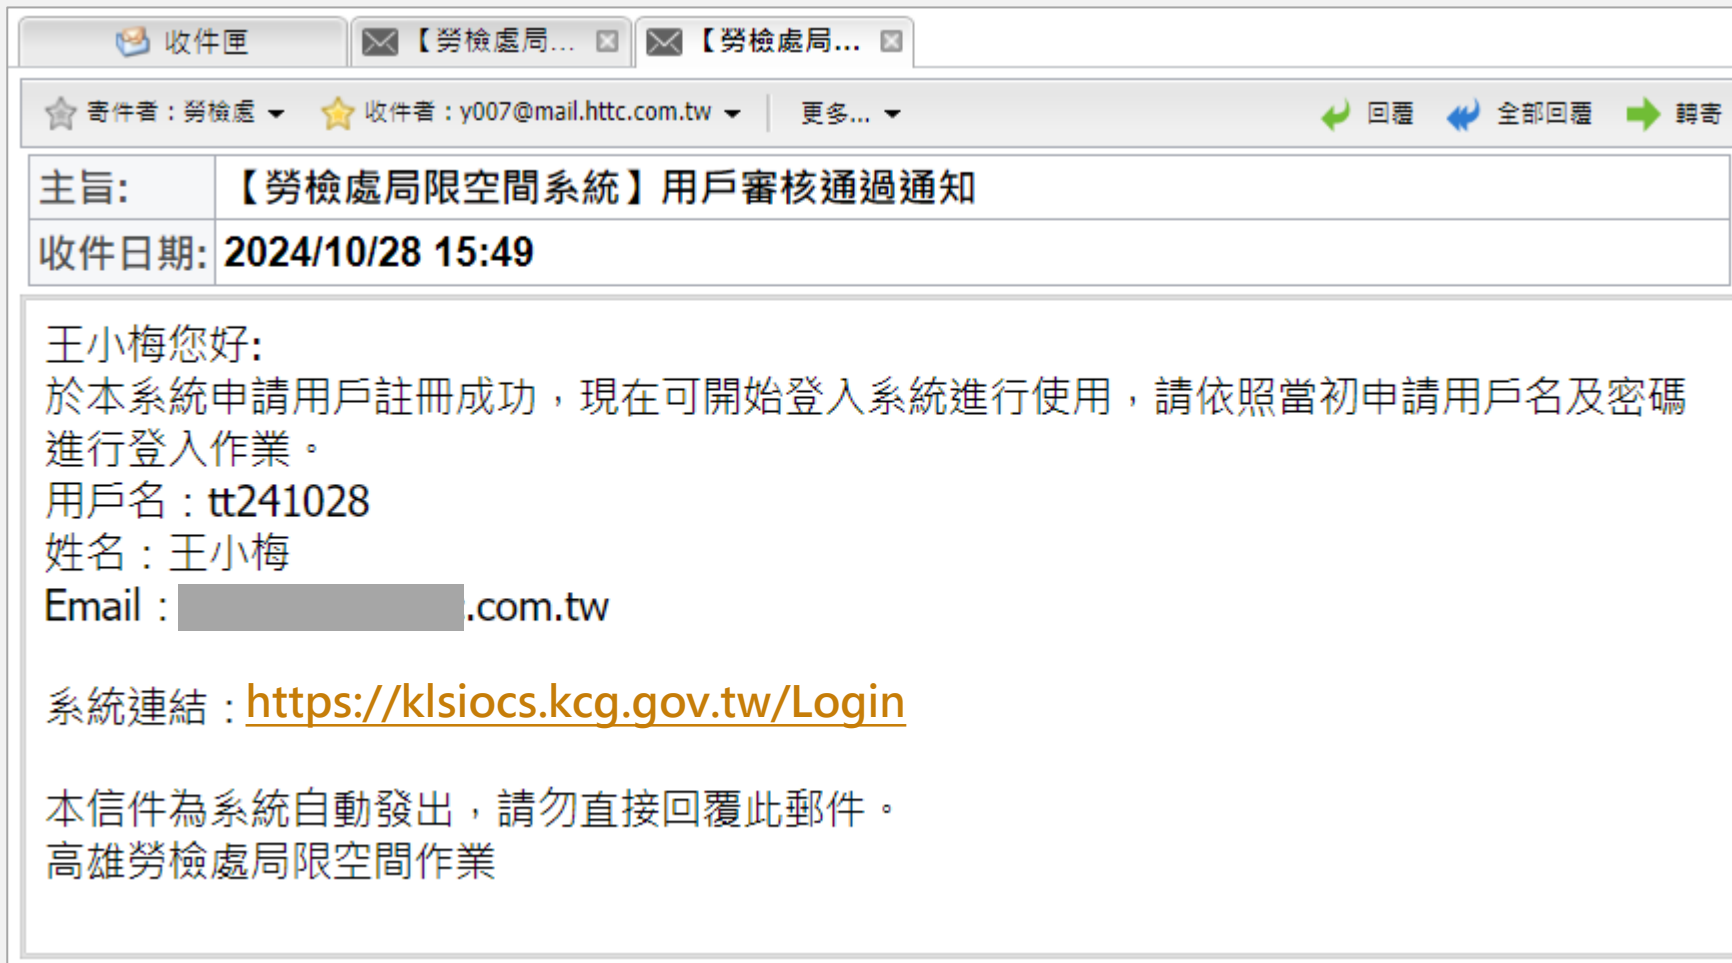 收件匣 【勞檢處局... 【勞檢處局...
寄件者：勞檢處 收件者：y007@mail.httc.com.tw 更多... 回覆 全部回覆 轉寄
主旨: 【勞檢處局限空間系統】用戶審核通過通知
收件日期: 2024/10/28 15:49
王小梅您好:
於本系統申請用戶註冊成功，現在可開始登入系統進行使用，請依照當初申請用戶名及密碼
進行登入作業。
用戶名：tt241028
姓名：王小梅
Email： .com.tw
系統連結：https://klsiocs.kcg.gov.tw/Login
本信件為系統自動發出，請勿直接回覆此郵件。
高雄勞檢處局限空間作業